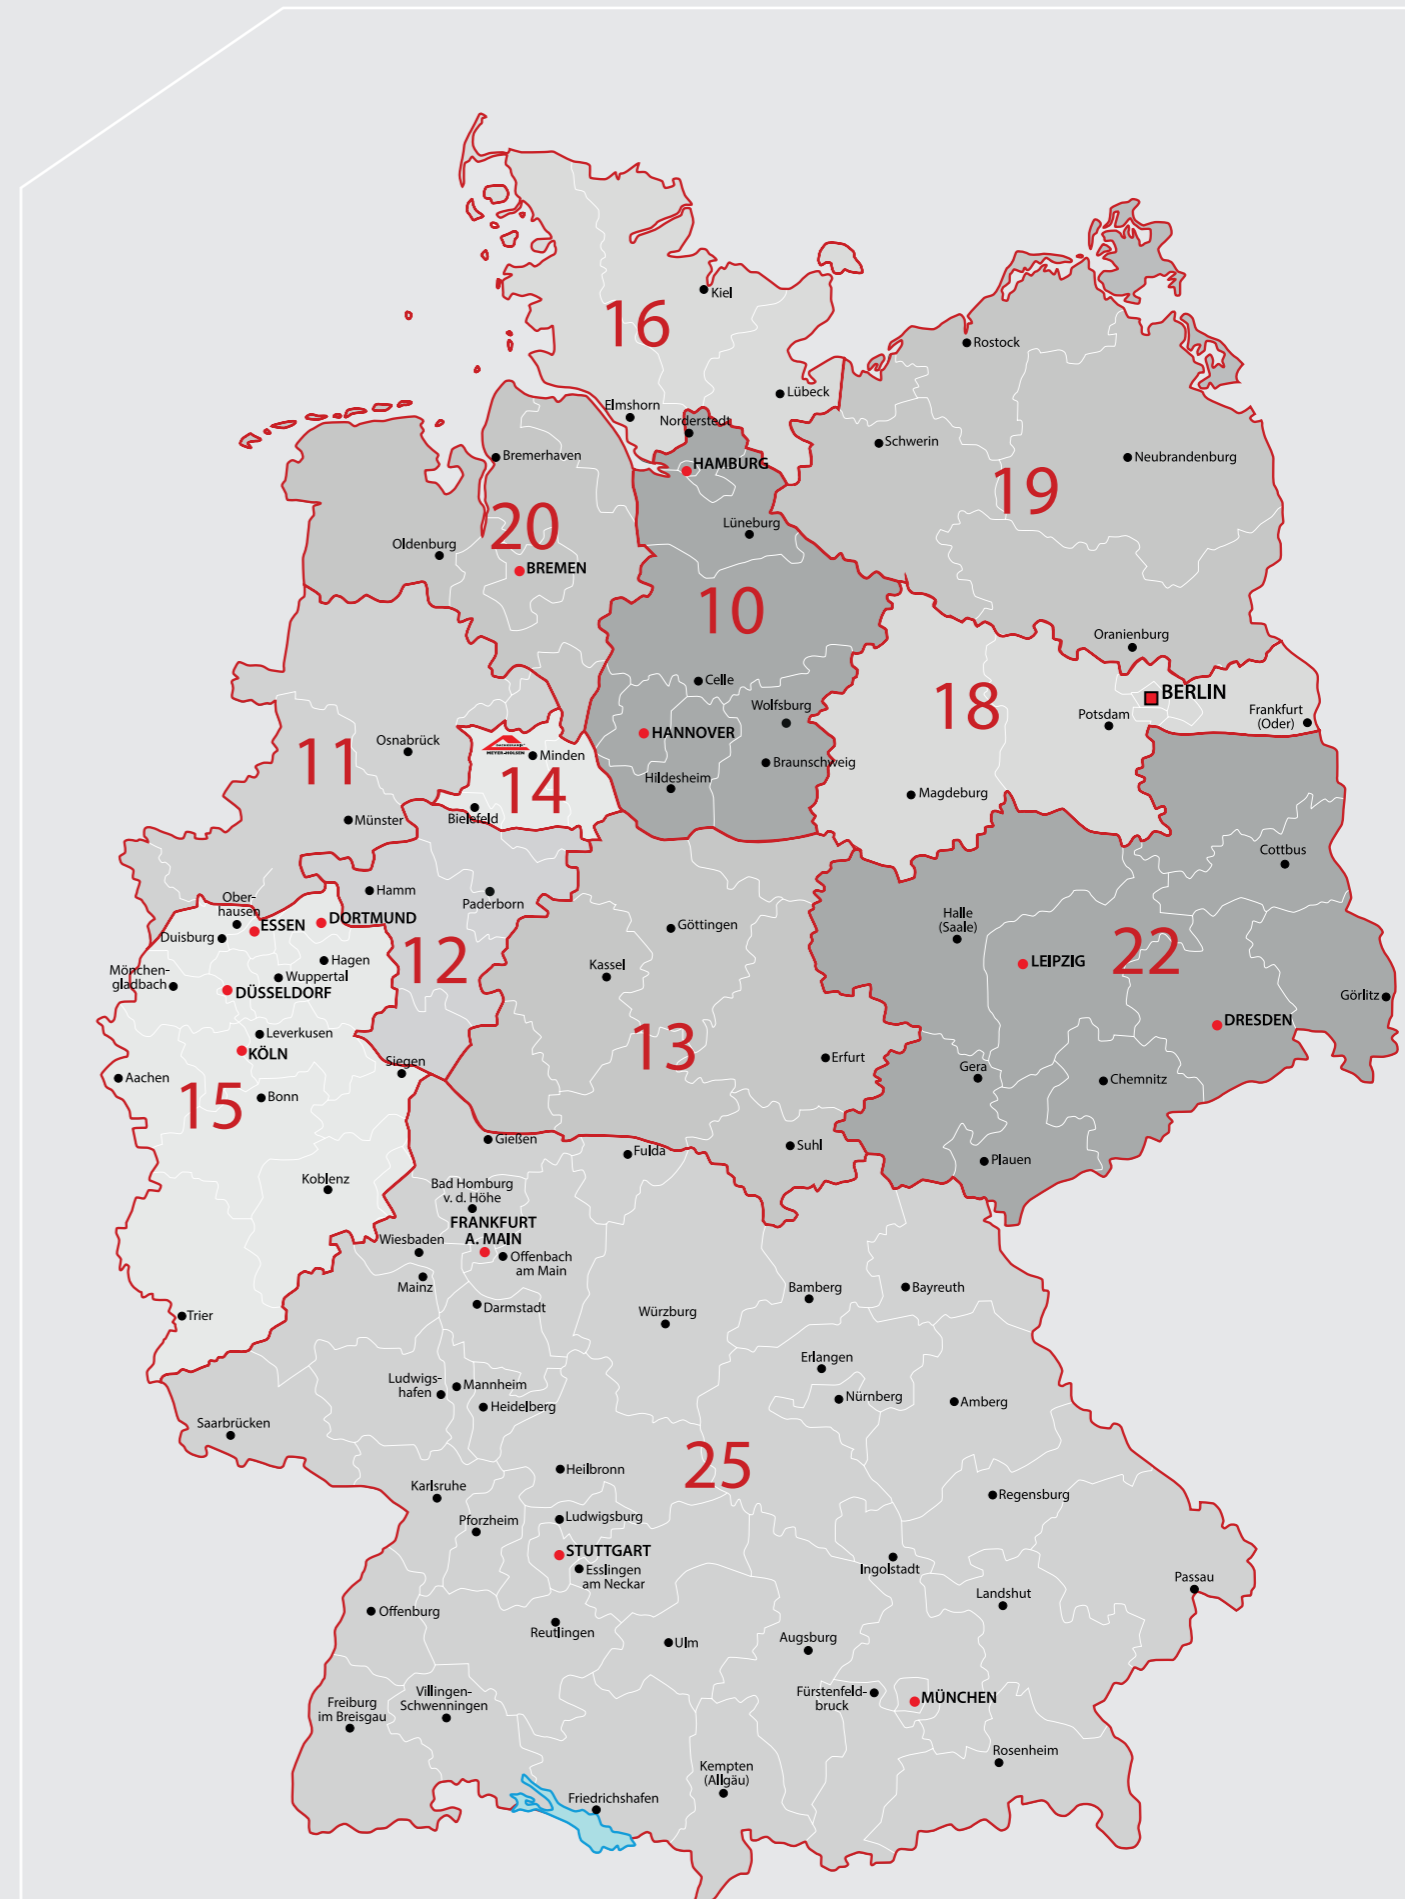 Kiel
16
Rostock
Lübeck
Elmshorn
Norderstedt
Schwerin
Neubrandenburg
Bremerhaven
HAMBURG
19
20
Lüneburg
Oldenburg
BREMEN
10
Oranienburg
Celle
BERLIN
Wolfsburg
18
Potsdam
Frankfurt
(Oder)
HANNOVER
Osnabrück
11
MEYER-HOLSEN
Minden
Braunschweig
Hildesheim
14
Magdeburg
Bielefeld
Münster
Cottbus
Hamm
Paderborn
Ober-
hausen
DORTMUND
ESSEN
Duisburg
Göttingen
Halle
(Saale)
22
12
Hagen
LEIPZIG
Mönchen-
gladbach
Wuppertal
Kassel
DÜSSELDORF
Görlitz
DRESDEN
Leverkusen
13
KÖLN
Erfurt
Siegen
Gera
Aachen
Chemnitz
15
Bonn
Gießen
Fulda
Suhl
Plauen
Koblenz
Bad Homburg
v. d. Höhe
FRANKFURT
A. MAIN
Wiesbaden
Offenbach
am Main
Mainz
Bamberg
Bayreuth
Darmstadt
Würzburg
Trier
Erlangen
Ludwigs-
hafen
Mannheim
Nürnberg
Amberg
Heidelberg
Saarbrücken
25
Heilbronn
Karlsruhe
Regensburg
Pforzheim
Ludwigsburg
STUTTGART
Esslingen
am Neckar
Ingolstadt
Passau
Landshut
Offenburg
Reutlingen
Ulm
Augsburg
Villingen-
Schwenningen
Fürstenfeld-
bruck
MÜNCHEN
Freiburg
im Breisgau
Rosenheim
Kempten
(Allgäu)
Friedrichshafen